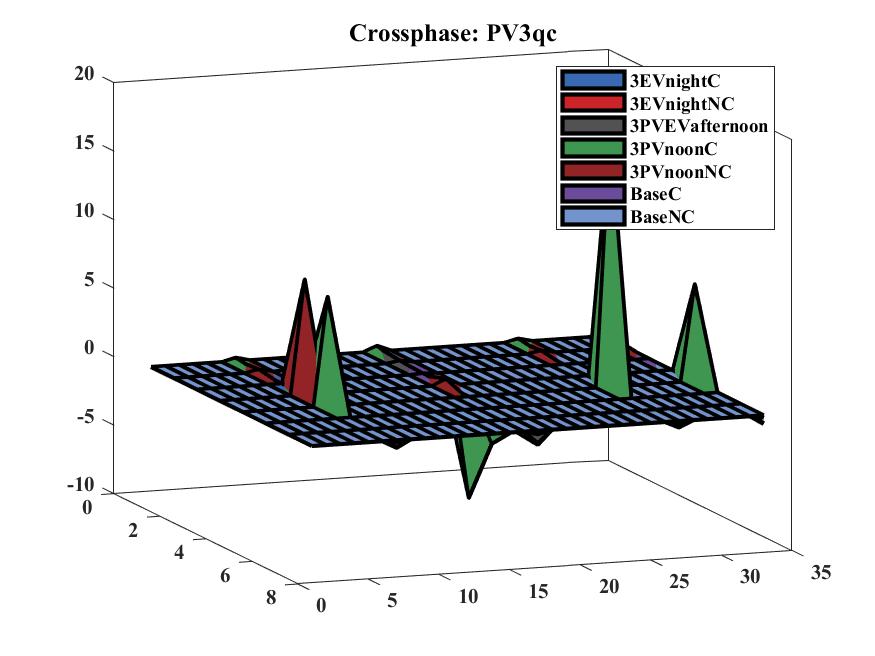 Crossphase: PV3qc
20
15
10
5
0
-5
-10
3EVnightC
3EVnightNC
3PVEVafternoon
3PVnoonC
3PVnoonNC
BaseC
BaseNC
0
2
4
6
8
0
5
10
15
20
25
30
35